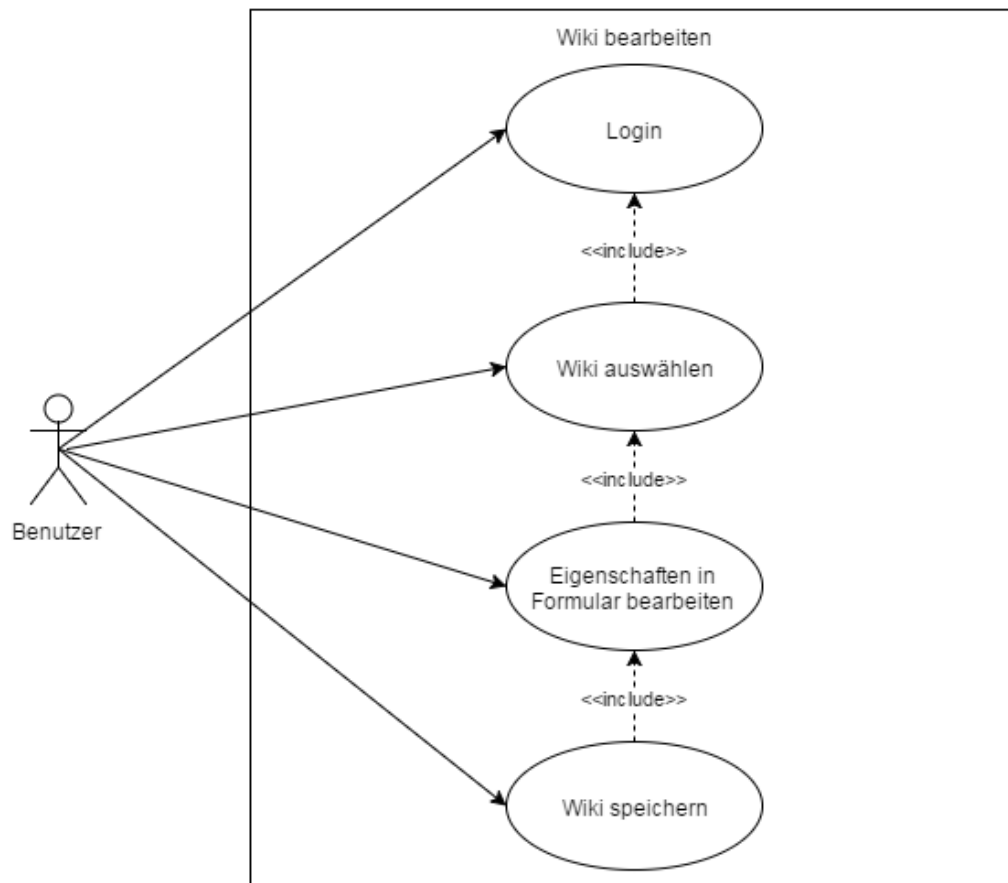 Wiki bearbeiten
Login
<<include>>
Wiki auswählen
<<include>>
Benutzer
Eigenschaften in
Formular bearbeiten
<<include>>
Wiki speichern